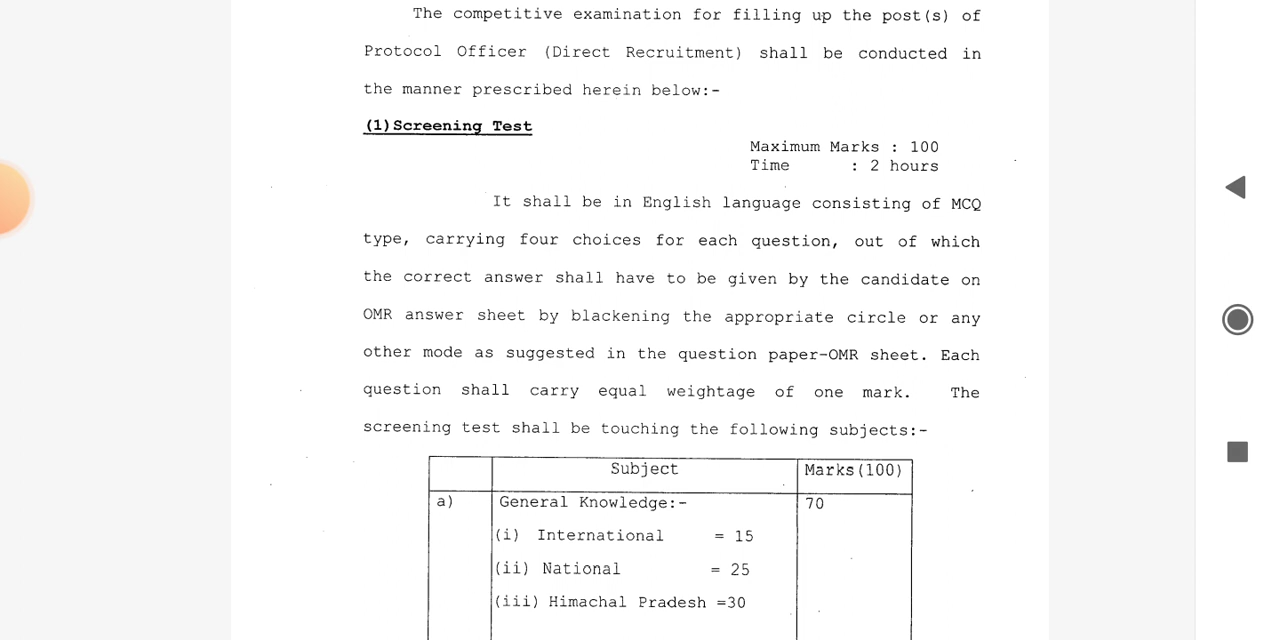 The competitive examination for filling up the post(s) of
Protocol Officer (Direct Recruitment) shall be conducted in
the manner prescribed herein below:-
(1)Screening Test
Maximum Marks : 100
Time : 2 hours
It shall be in English language consisting of MCQ
type, carrying four choices for each question, out of which
the correct answer shall have to be given by the candidate on
OMR answer sheet by blackening the appropriate circle or any
other mode as suggested in the question paper-OMR sheet. Each
question shall carry equal weightage of one mark. The
screening test shall be touching the following subjects:-
Subject Marks(100)
a) General Knowledge:- 70
(i) International = 15
(ii) National = 25
(iii) Himachal Pradesh =30